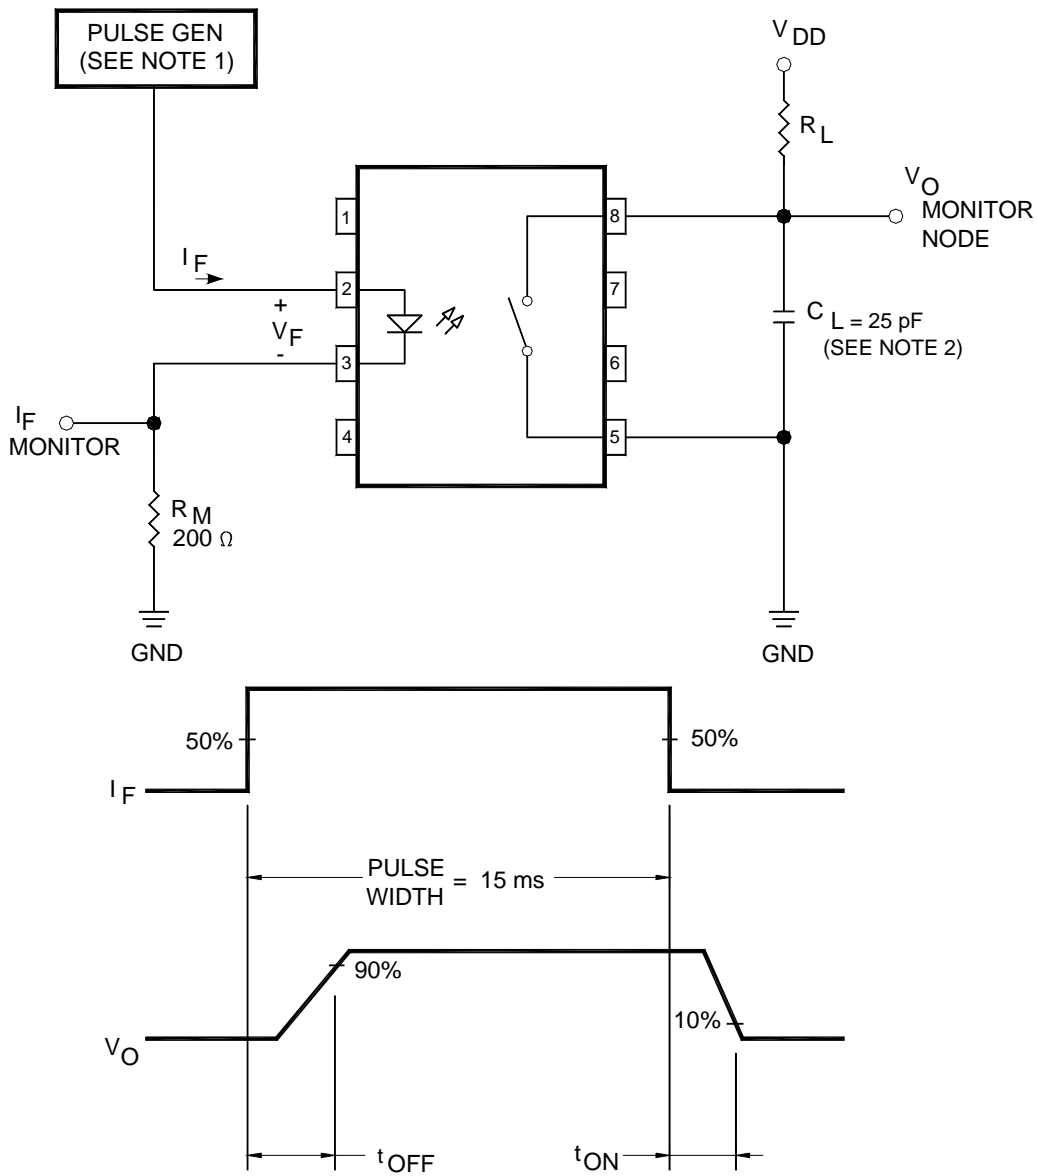 PULSE GEN
(SEE NOTE 1)
V DD
R L
V O
MONITOR
NODE
1
8
I F
2
7
+
V F
-
C L = 25 pF
(SEE NOTE 2)
3
6
I F
MONITOR
4
5
R M
200 Ω
GND
GND
50%
50%
I F
PULSE
WIDTH = 15 ms
90%
10%
V O
t OFF
t ON